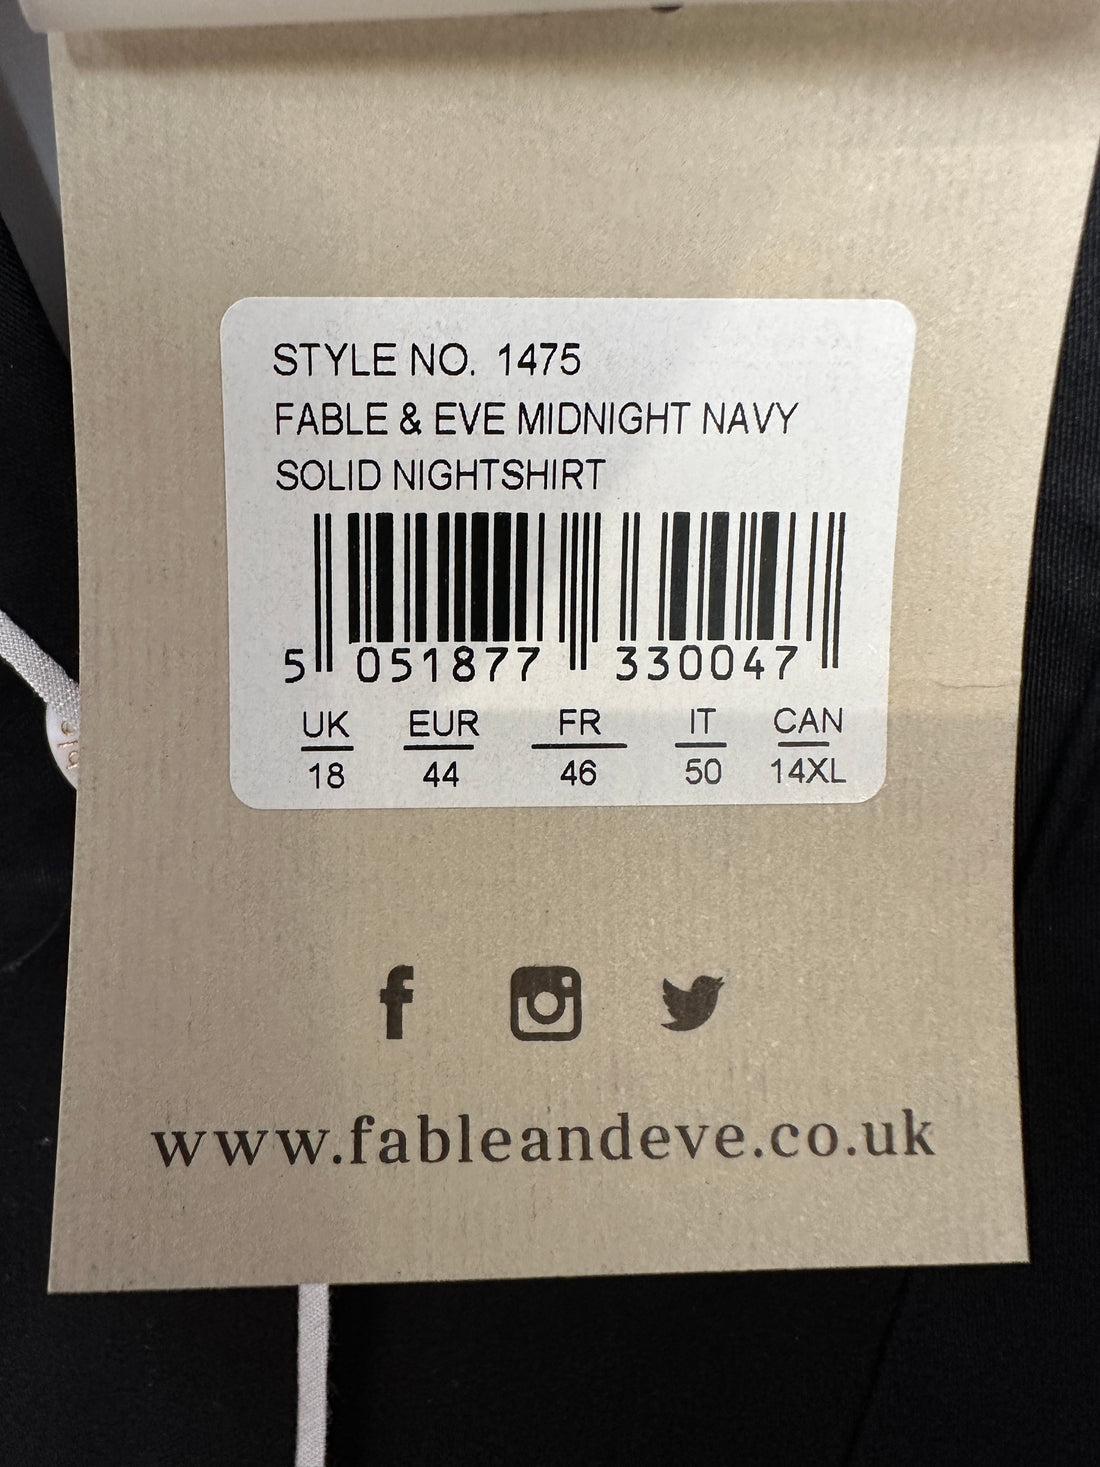 STYLE NO. 1475
FABLE & EVE MIDNIGHT NAVY
SOLID NIGHTSHIRT
5 051877 330047
UK EUR FR IT CAN
18 44 46 50 14XL
www.fableandeve.co.uk